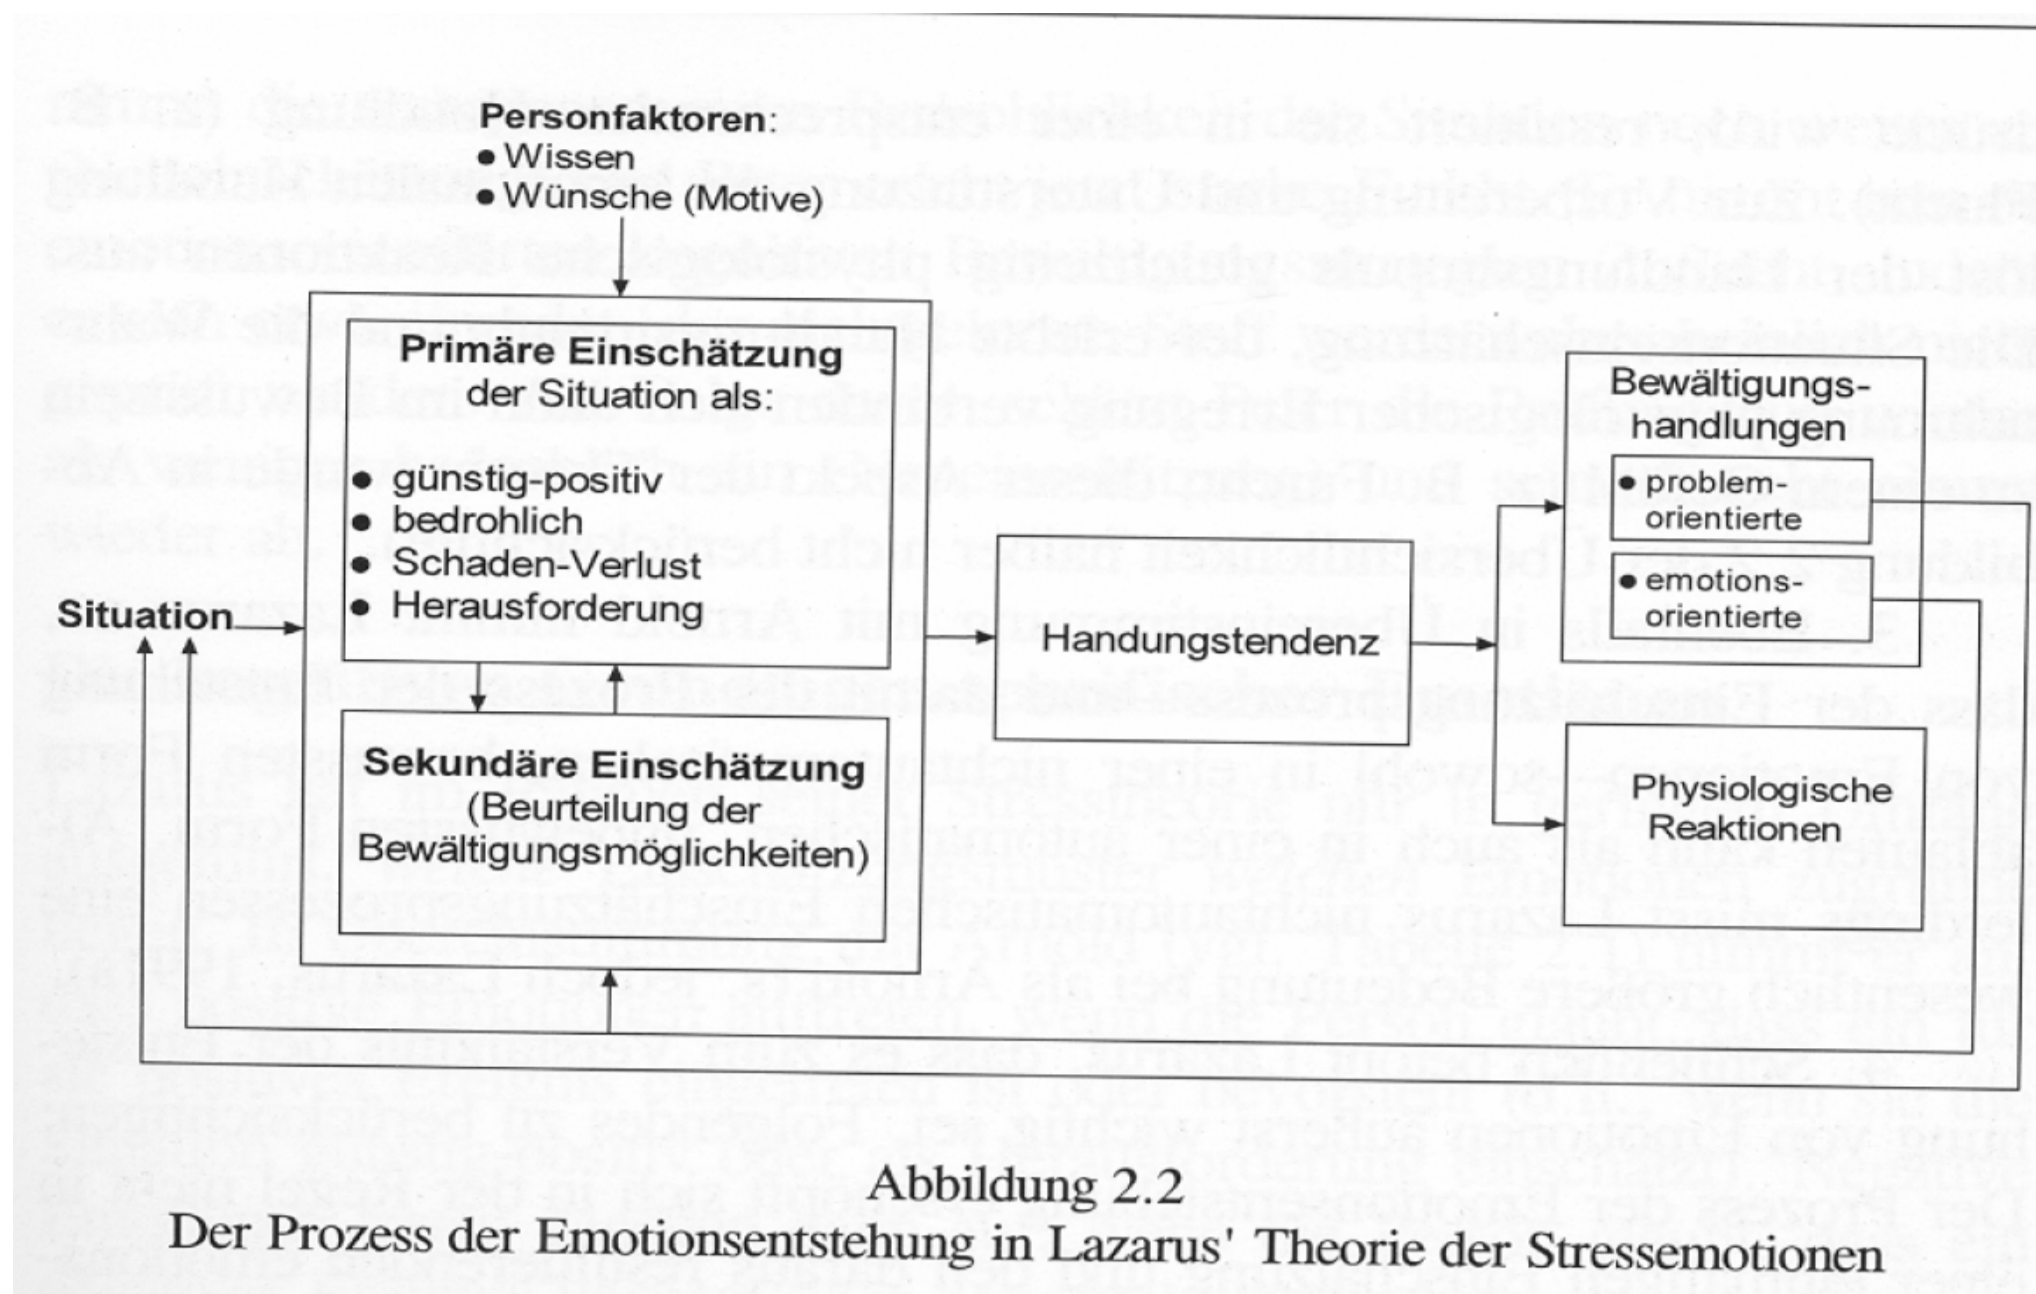 Personfaktoren:
• Wissen
• Wünsche (Motive)
Primäre Einschätzung
der Situation als:
• günstig-positiv
• bedrohlich
• Schaden-Verlust
• Herausforderung
Situation
Sekundäre Einschätzung
(Beurteilung der
Bewältigungsmöglichkeiten)
Handungstendenz
Bewältigungs-
handlungen
• problem-
orientierte
• emotions-
orientierte
Physiologische
Reaktionen
Abbildung 2.2
Der Prozess der Emotionsentstehung in Lazarus' Theorie der Stressemotionen